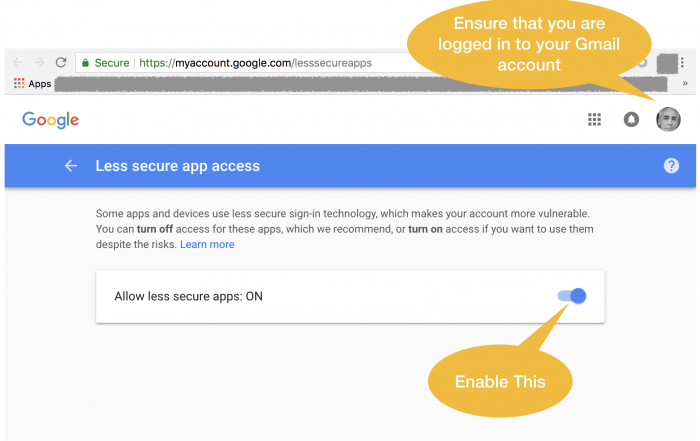 Ensure that you are
logged in to your Gmail
account
Secure | https://myaccount.google.com/lesssecureapps
Apps
»
Google
Less secure app access
?
Some apps and devices use less secure sign-in technology, which makes your account more vulnerable.
You can turn off access for these apps, which we recommend, or turn on access if you want to use them
despite the risks. Learn more
Allow less secure apps: ON
Enable This